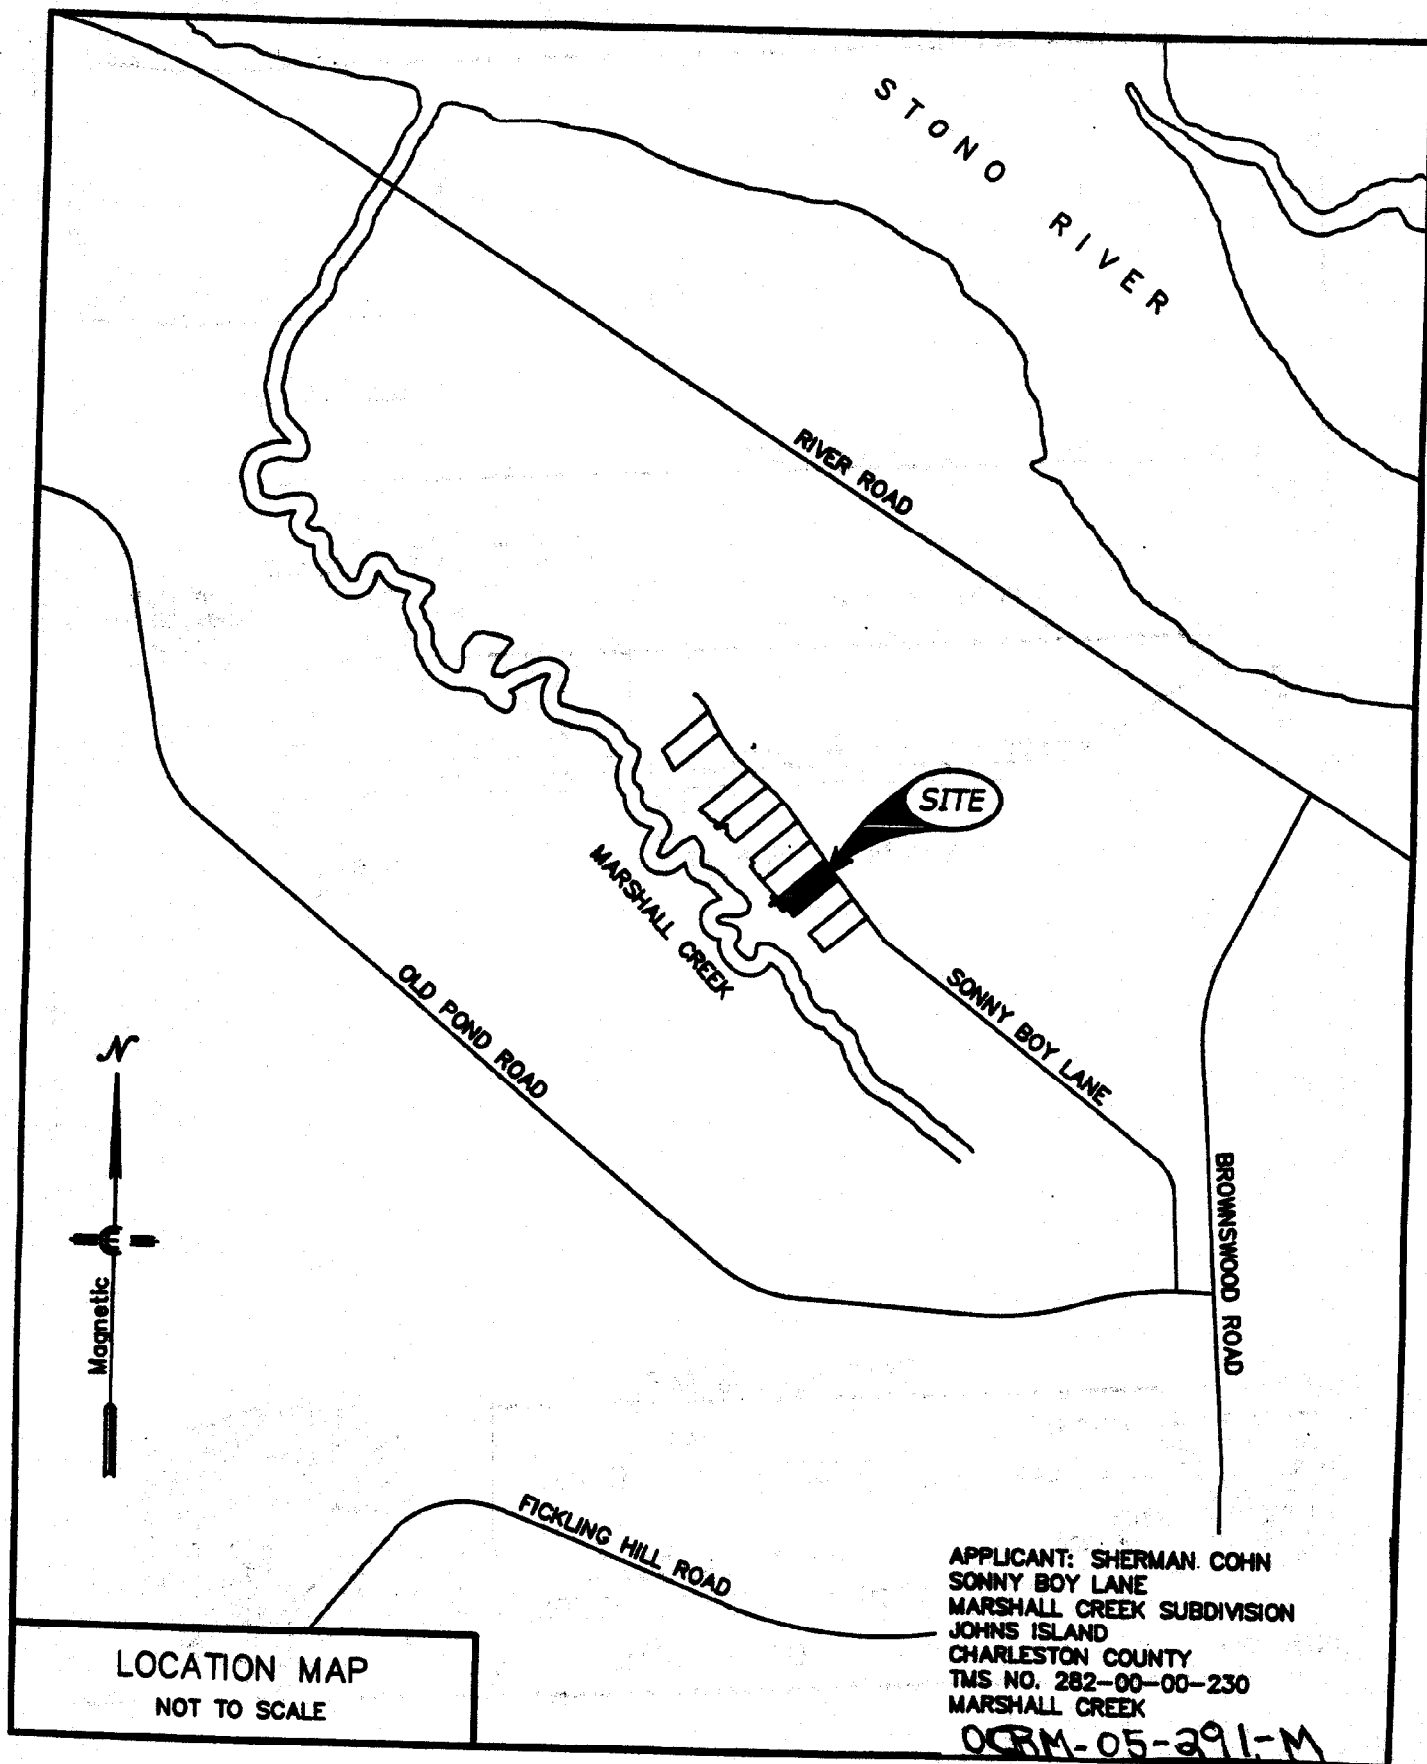 STONO RIVER
RIVER ROAD
SITE
MARSHALL CREEK
SONNY BOY LANE
OLD POND ROAD
N
Magnetic
BROWNSWOOD ROAD
FICKLING HILL ROAD
APPLICANT: SHERMAN COHN
SONNY BOY LANE
MARSHALL CREEK SUBDIVISION
JOHNS ISLAND
CHARLESTON COUNTY
TMS NO. 282-00-00-230
MARSHALL CREEK
OCRM-05-291-M
LOCATION MAP
NOT TO SCALE